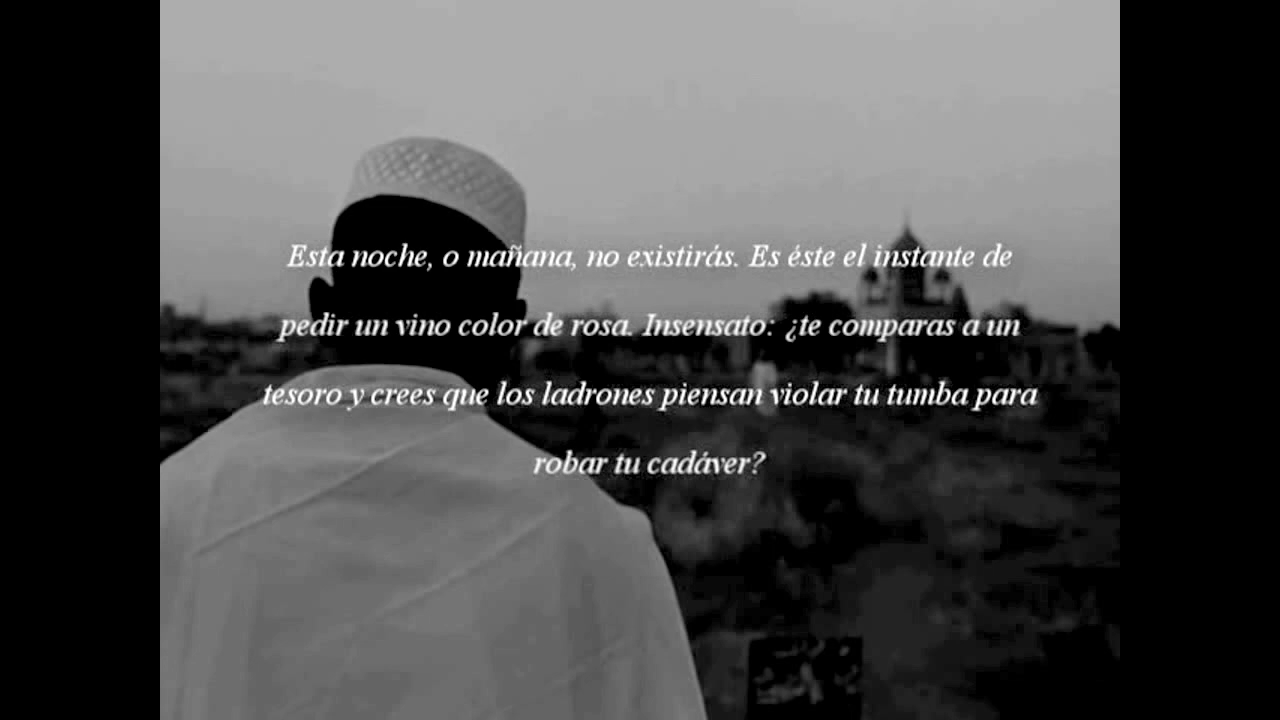 Esta noche, o mañana, no existirás. Es éste el instante de
pedir un vino color de rosa. Insensato: ¿te comparas a un
tesoro y crees que los ladrones piensan violar tu tumba para
robar tu cadáver?